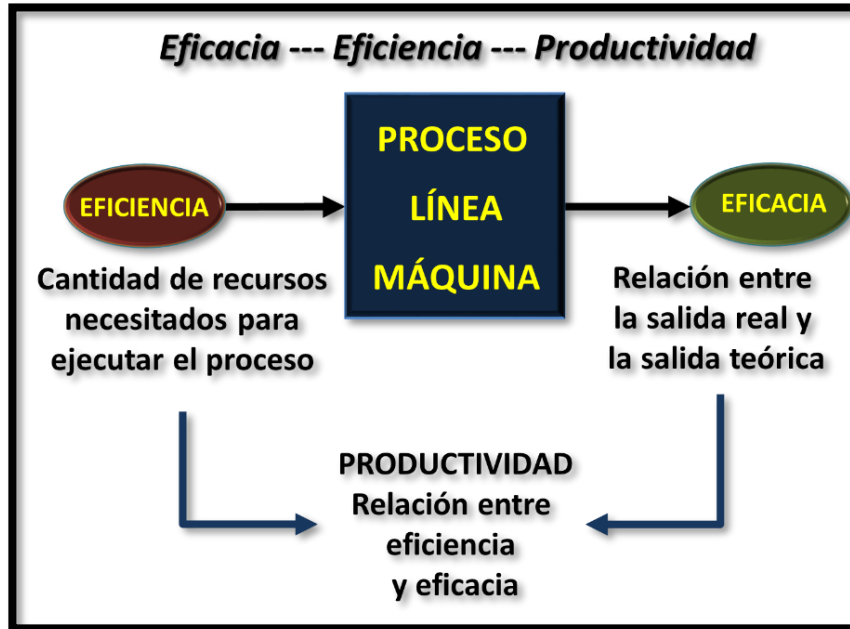 Eficacia --- Eficiencia --- Productividad
PROCESO
LÍNEA
MÁQUINA
EFICIENCIA
EFICACIA
Cantidad de recursos
necesitados para
ejecutar el proceso
Relación entre
la salida real y
la salida teórica
PRODUCTIVIDAD
Relación entre
eficiencia
y eficacia